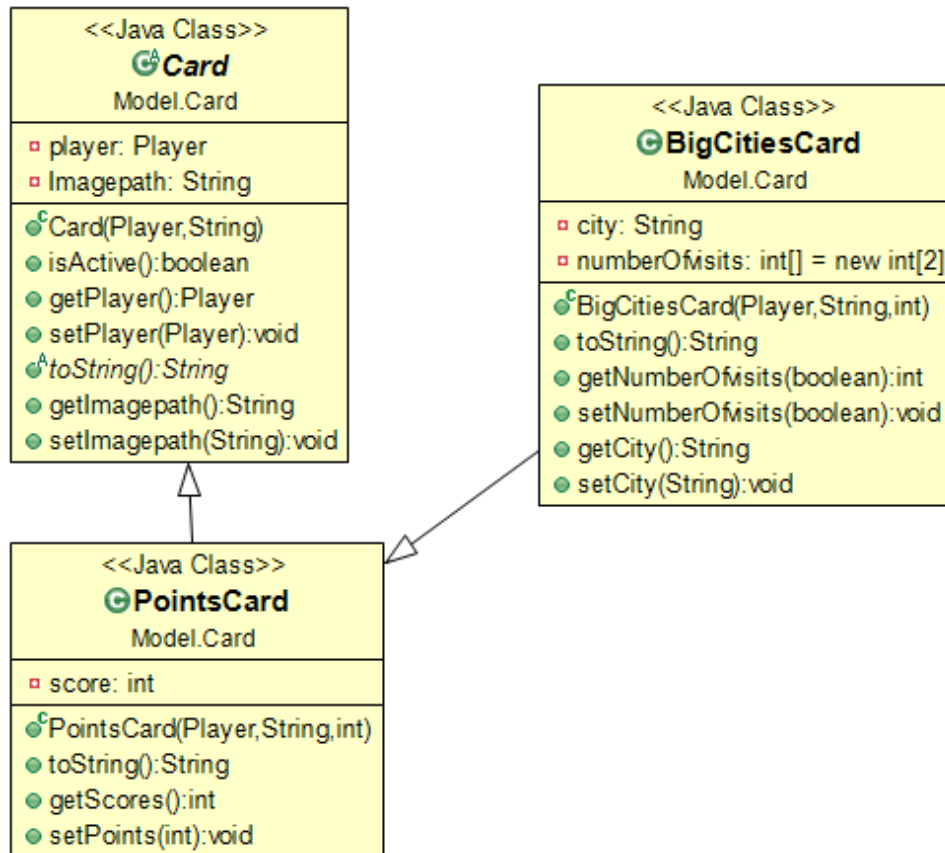 <<Java Class>>
Card
Model.Card
player: Player
Imagepath: String
Card(Player,String)
isActive():boolean
getPlayer():Player
setPlayer(Player):void
toString():String
getImagepath():String
setImagepath(String):void
<<Java Class>>
BigCitiesCard
Model.Card
city: String
numberOfvisits: int[] = new int[2]
BigCitiesCard(Player,String,int)
toString():String
getNumberOfvisits(boolean):int
setNumberOfvisits(boolean):void
getCity():String
setCity(String):void
<<Java Class>>
PointsCard
Model.Card
score: int
PointsCard(Player,String,int)
toString():String
getScores():int
setPoints(int):void